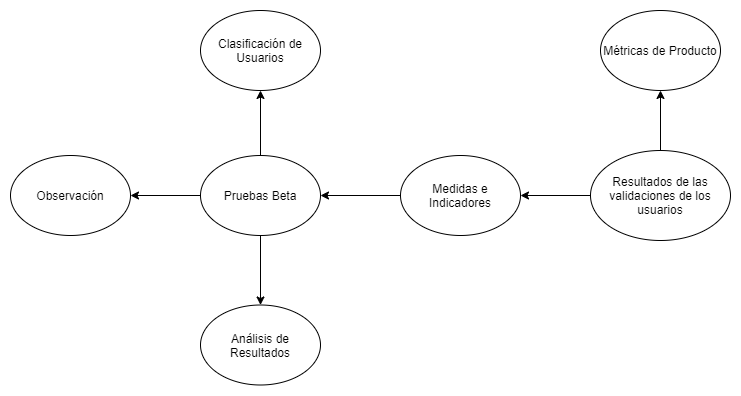 Clasificación de
Usuarios
Métricas de Producto
Observación
Pruebas Beta
Medidas e
Indicadores
Resultados de las
validaciones de los
usuarios
Análisis de
Resultados